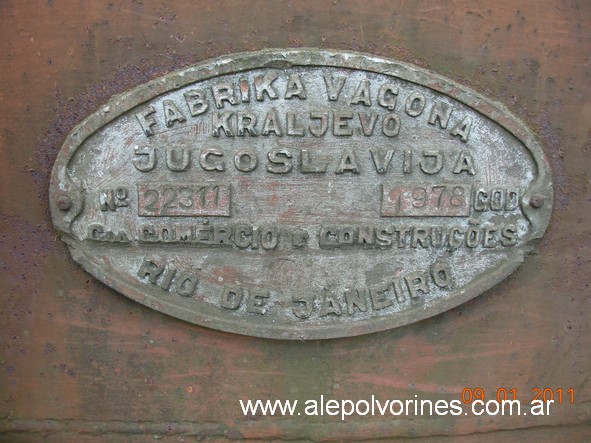 FABRIKA VAGONA
KRALJEVO
JUGOSLAVIJA
Nº 22311 1978 GOD
CIA COMÉRCIO E CONSTRUÇÕES
RIO DE JANEIRO
09.01.2011
www.alepolvorines.com.ar